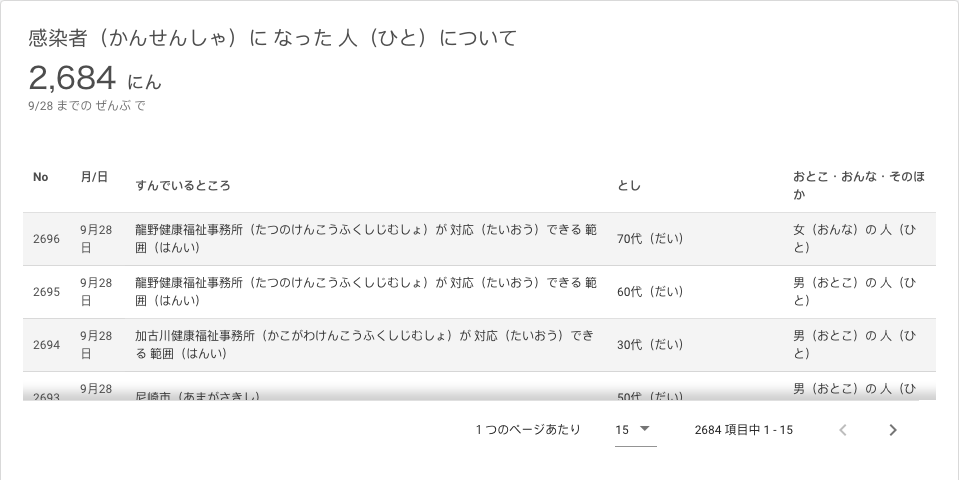 感染者（かんせんしゃ）に なった 人（ひと）について
2,684 にん
9/28 までの ぜんぶ で
No
月/日
すんでいるところ
とし
おとこ・おんな・そのほ
か
2696
9月28
日
龍野健康福祉事務所（たつのけんこうふくしじむしょ）が 対応（たいおう）できる 範
囲（はんい）
70代（だい）
女（おんな）の 人（ひ
と）
2695
9月28
日
龍野健康福祉事務所（たつのけんこうふくしじむしょ）が 対応（たいおう）できる 範
囲（はんい）
60代（だい）
男（おとこ）の 人（ひ
と）
2694
9月28
日
加古川健康福祉事務所（かこがわけんこうふくしじむしょ）が 対応（たいおう）でき
る 範囲（はんい）
30代（だい）
男（おとこ）の 人（ひ
と）
2693
9月28
尼崎市（あまがさきし）
50代（だい）
男（おとこ）の 人（ひ
1 つのページあたり
15
2684 項目中 1 - 15